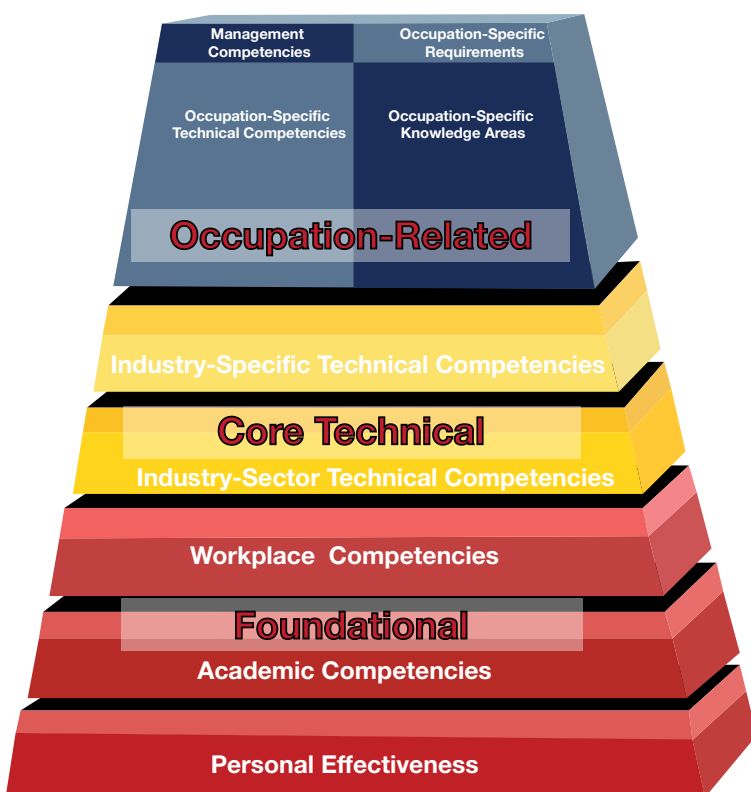 Management
Competencies
Occupation-Specific
Requirements
Occupation-Specific
Technical Competencies
Occupation-Specific
Knowledge Areas
Occupation-Related
Industry-Specific Technical Competencies
Core Technical
Industry-Sector Technical Competencies
Workplace Competencies
Foundational
Academic Competencies
Personal Effectiveness